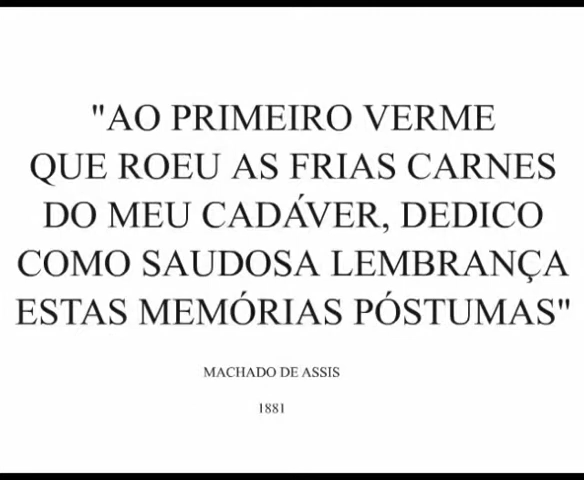 "AO PRIMEIRO VERME
QUE ROEU AS FRIAS CARNES
DO MEU CADÁVER, DEDICO
COMO SAUDOSA LEMBRANÇA
ESTAS MEMÓRIAS PÓSTUMAS"
MACHADO DE ASSIS
1881